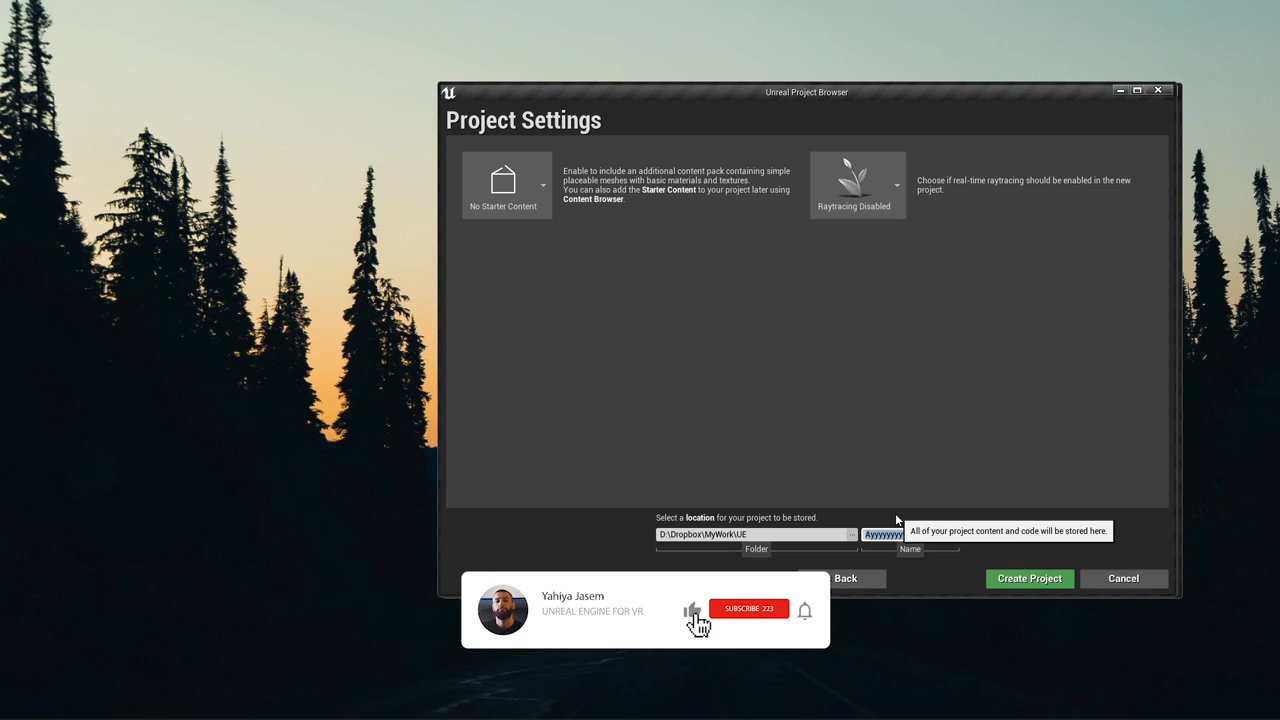 Unreal Project Browser
Project Settings
No Starter Content
Enable to include an additional content pack containing simple
placeable meshes with basic materials and textures.
You can also add the Starter Content to your project later using
Content Browser.
Raytracing Disabled
Choose if real-time raytracing should be enabled in the new
project.
Select a location for your project to be stored.
D:\Dropbox\MyWork\UE
...
All of your project content and code will be stored here.
Folder
Name
Back
Create Project
Cancel
Yahiya Jasem
UNREAL ENGINE FOR VR
SUBSCRIBE 223